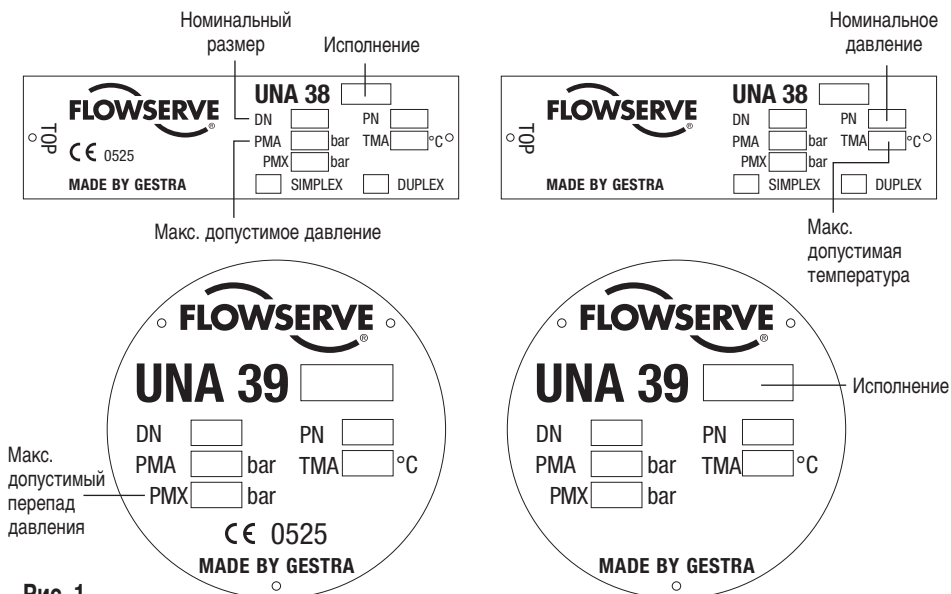 Номинальный
размер
Исполнение
Номинальное
давление
FLOWSERVE
®
UNA 38
DN
PN
PMA bar TMA °C
PMX bar
SIMPLEX DUPLEX
TOP
CE 0525
MADE BY GESTRA
FLOWSERVE
®
UNA 38
DN
PN
PMA bar TMA °C
PMX bar
SIMPLEX DUPLEX
TOP
MADE BY GESTRA
Макс. допустимое давление
Макс.
допустимая
температура
FLOWSERVE
®
UNA 39
DN PN
PMA bar TMA °C
PMX bar
CE 0525
MADE BY GESTRA
Макс.
допустимый
перепад
давления
FLOWSERVE
®
UNA 39
Исполнение
DN PN
PMA bar TMA °C
PMX bar
MADE BY GESTRA
Рис. 1